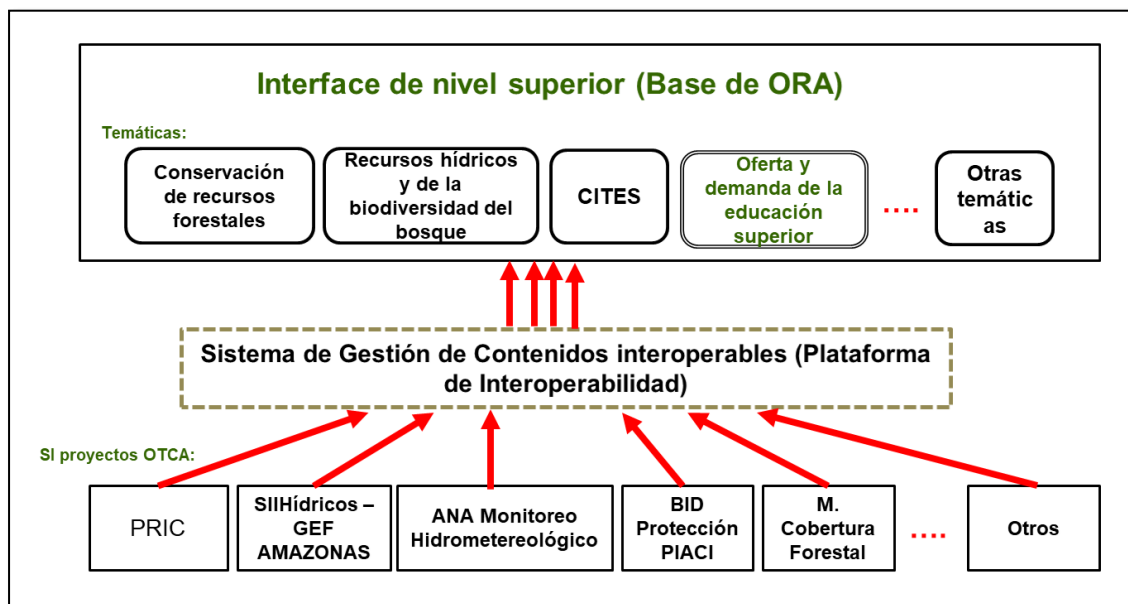 Interface de nivel superior (Base de ORA)
Temáticas:
Conservación
de recursos
forestales
Recursos hídricos
y de la
biodiversidad del
bosque
CITES
Oferta y
demanda de la
educación
superior
....
Otras
temátic
as
Sistema de Gestión de Contenidos interoperables (Plataforma
de Interoperabilidad)
SI proyectos OTCA:
PRIC
SIIHídricos –
GEF
AMAZONAS
ANA Monitoreo
Hidrometereológico
BID
Protección
PIACI
M.
Cobertura
Forestal
....
Otros